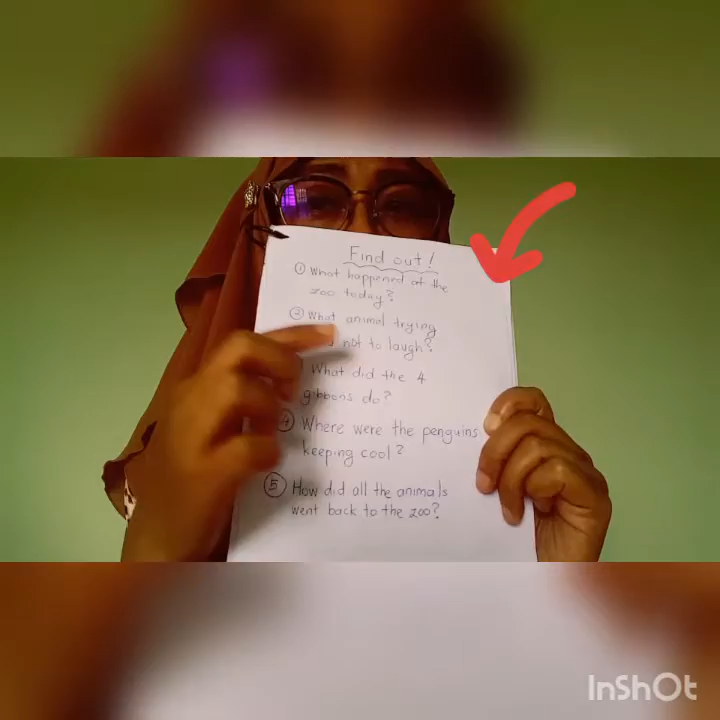 Find out!
① What happened at the
zoo today?
② What animal trying
not to laugh?
What did the 4
gibbons do?
④ Where were the penguins
keeping cool?
⑤ How did all the animals
went back to the zoo?
InShOt